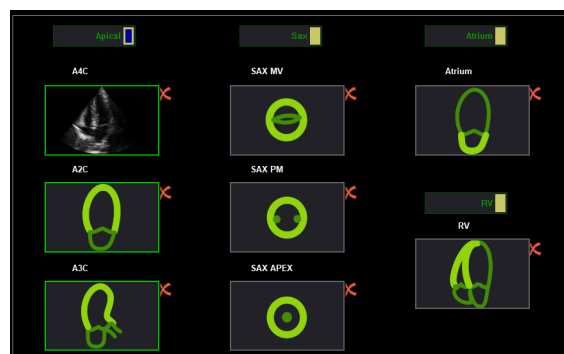 Apical Sax Atrium
A4C SAX MV Atrium
A2C SAX PM RV
RV
A3C SAX APEX